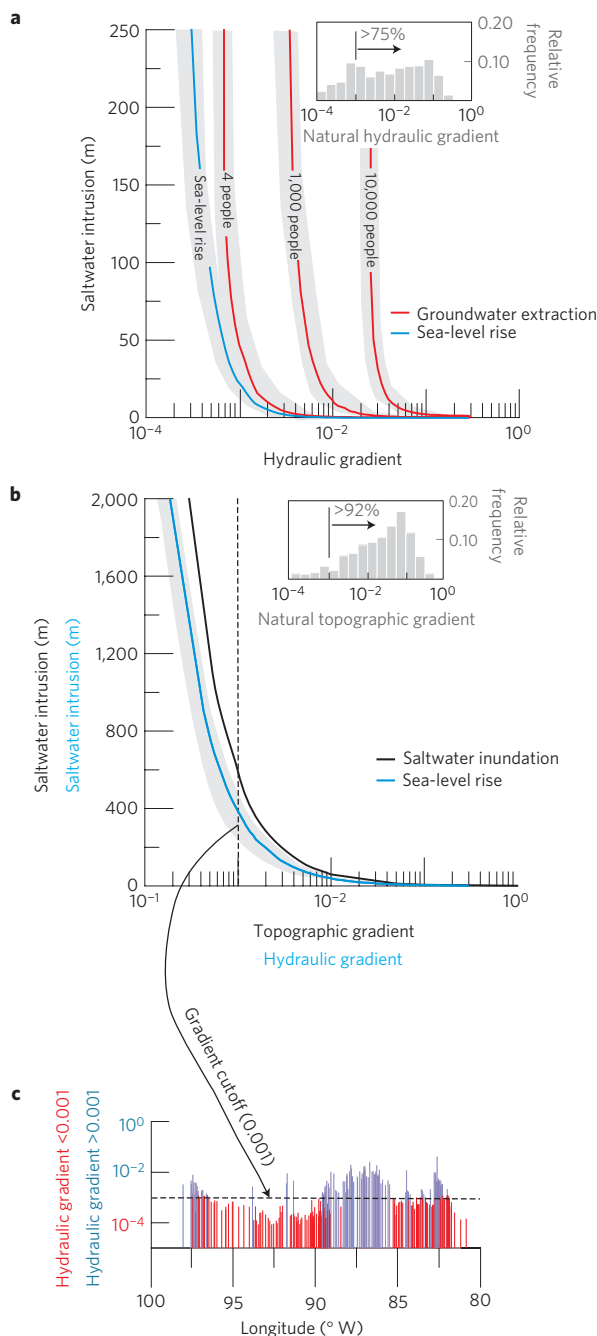 a
250
200
150
100
50
0
Saltwater intrusion (m)
10⁻⁴
10⁻²
10⁰
Hydraulic gradient
Sea-level rise
4 people
1,000 people
10,000 people
Groundwater extraction
Sea-level rise
>75%
0.20
0.10
Relative
frequency
10⁻⁴
10⁻²
10⁰
Natural hydraulic gradient
b
2,000
1,600
1,200
800
400
0
Saltwater intrusion (m)
Saltwater intrusion (m)
10⁻¹
10⁻²
10⁰
Topographic gradient
Hydraulic gradient
Saltwater inundation
Sea-level rise
>92%
0.20
0.10
Relative
frequency
10⁻⁴
10⁻²
10⁰
Natural topographic gradient
Gradient cutoff (0.001)
c
Hydraulic gradient <0.001
Hydraulic gradient >0.001
10⁰
10⁻²
10⁻⁴
100
95
90
85
80
Longitude (° W)